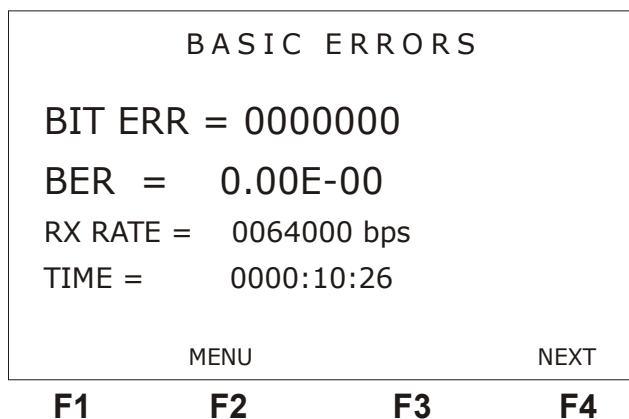 BASIC ERRORS
BIT ERR = 0000000
BER = 0.00E-00
RX RATE = 0064000 bps
TIME = 0000:10:26
MENU NEXT
F1 F2 F3 F4